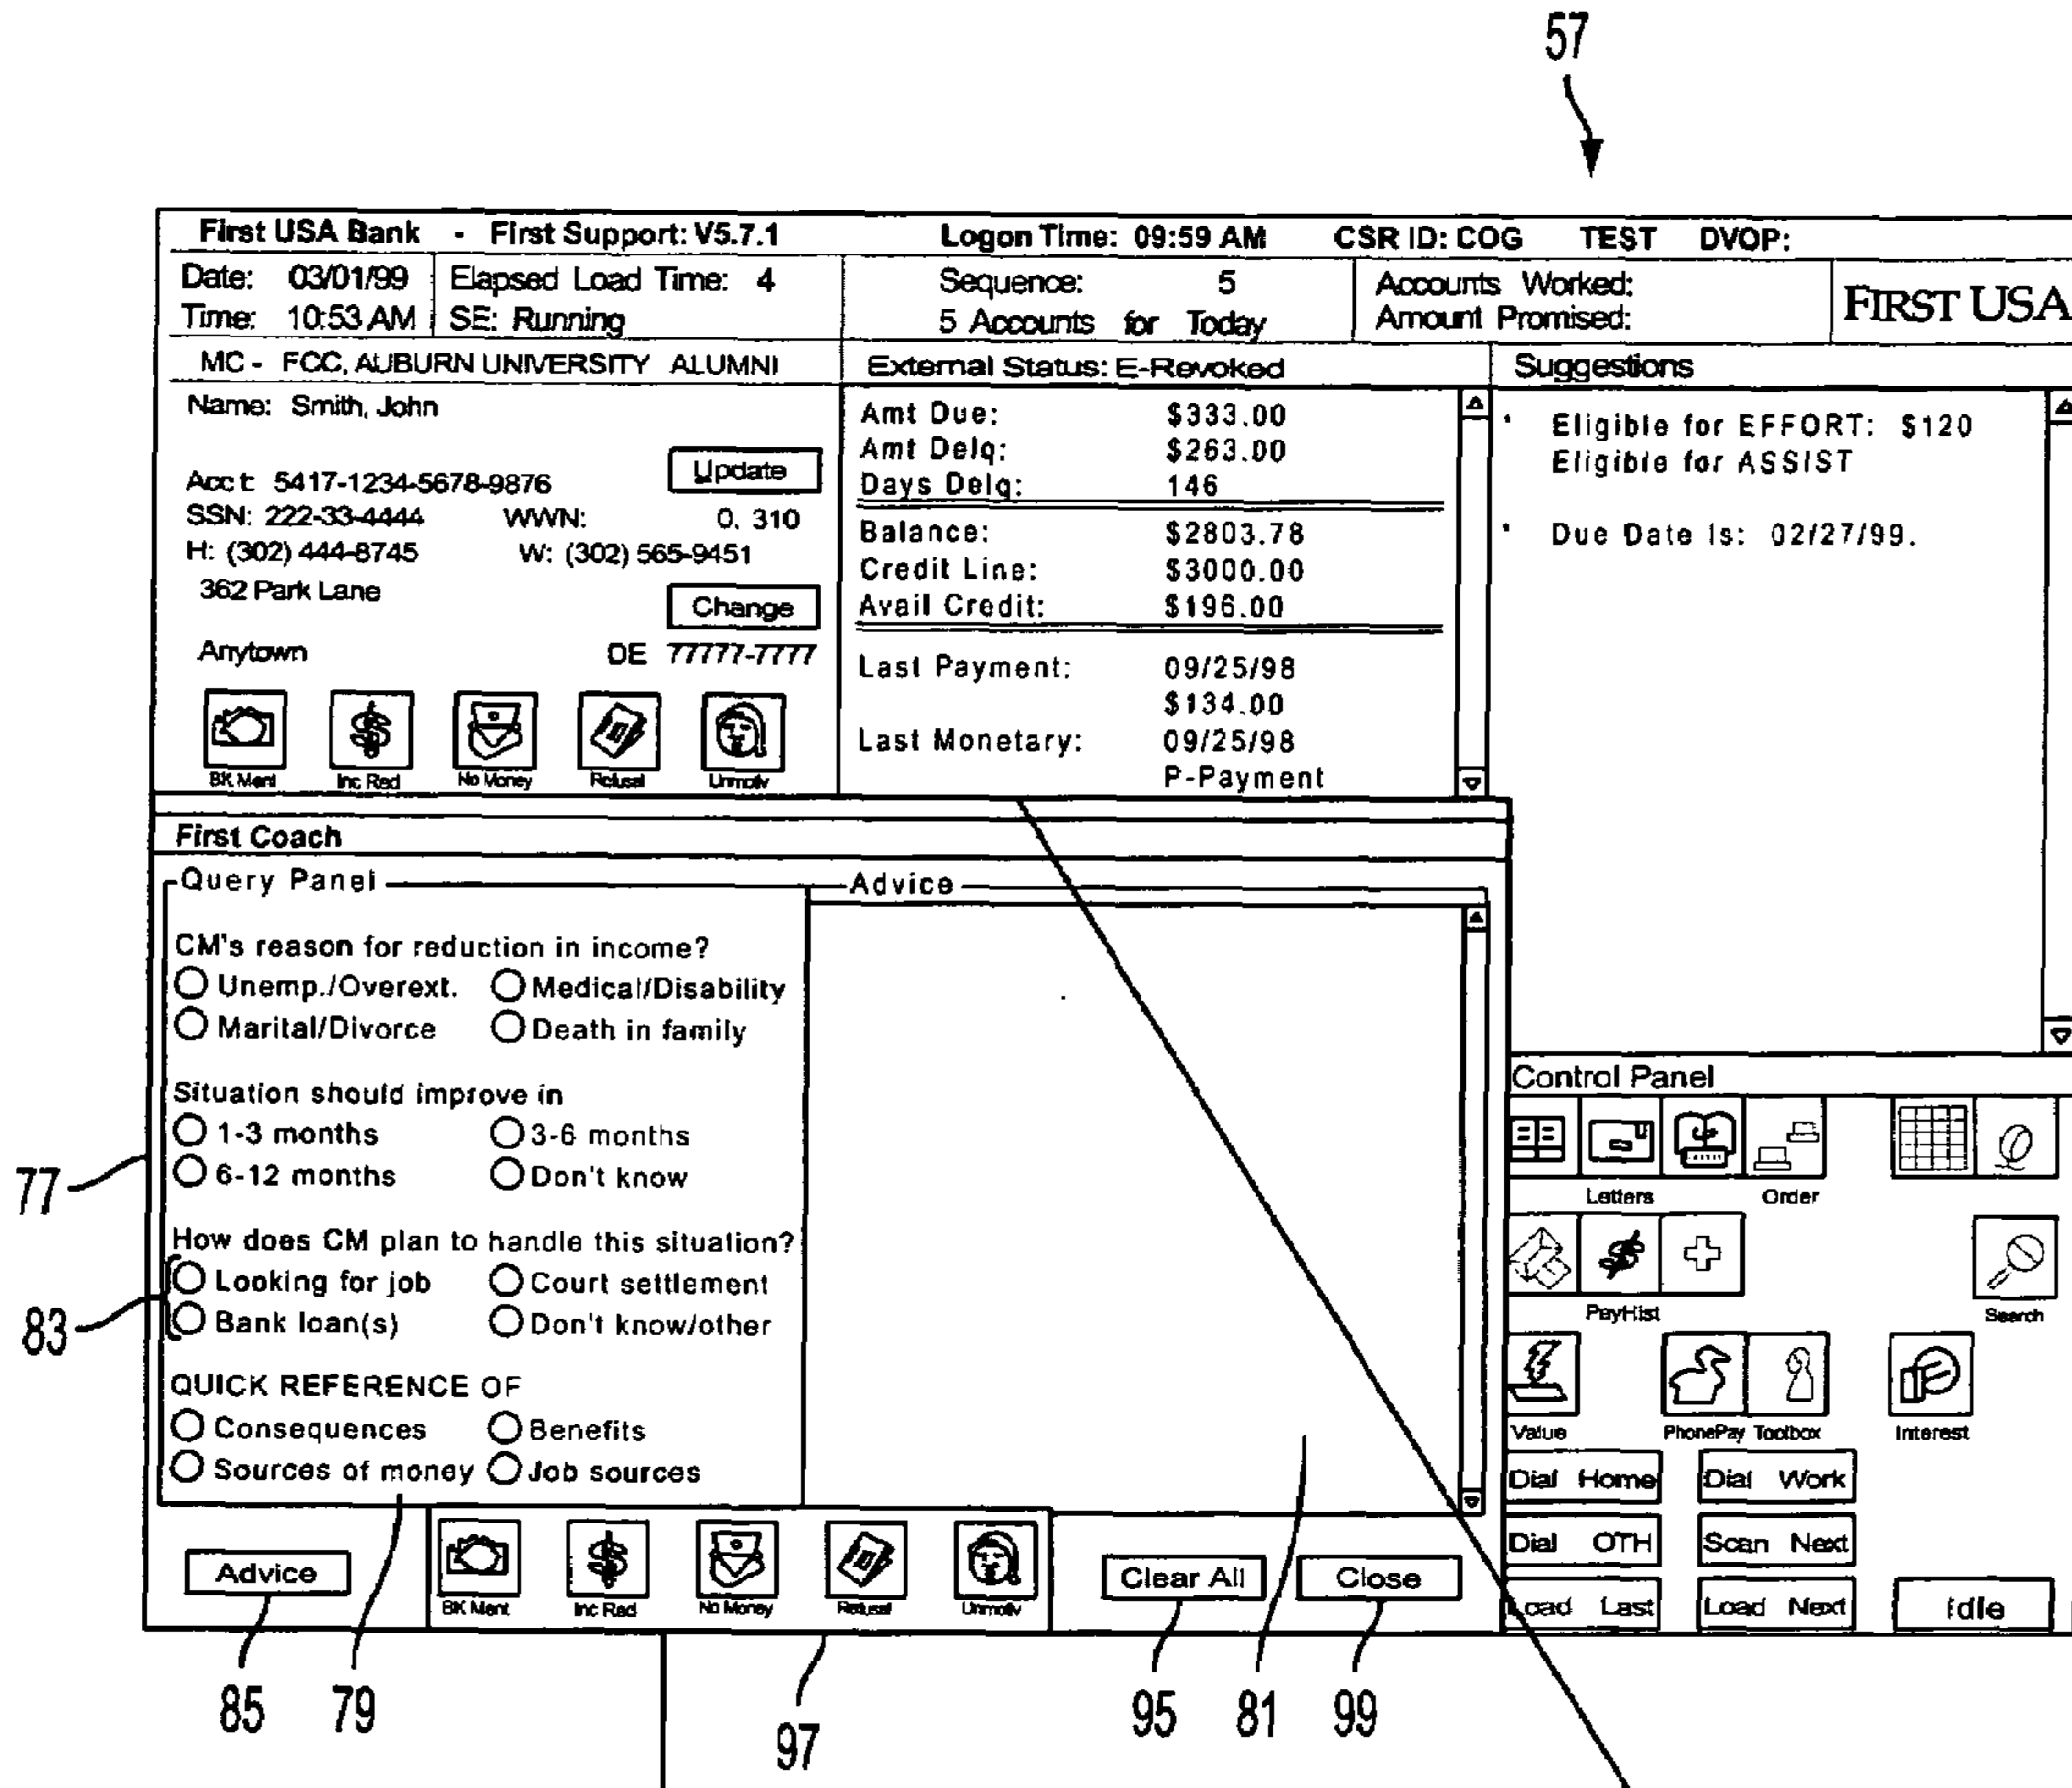 57
First USA Bank - First Support: V5.7.1 Logon Time: 09:59 AM CSR ID: COG TEST DVOP:
Date: 03/01/99 Elapsed Load Time: 4 Sequence: 5 Accounts Worked:
Time: 10:53 AM SE: Running 5 Accounts for Today Amount Promised:
FIRST USA
MC - FCC, AUBURN UNIVERSITY ALUMNI
Name: Smith, John
Update
Acct: 5417-1234-5678-9876
SSN: 222-33-4444 WWN: 0. 310
H: (302) 444-8745 W: (302) 565-9451
362 Park Lane
Change
Anytown DE 77777-7777
BK Ment Inc Red No Money Refusal Unmotiv
External Status: E-Revoked
Amt Due: $333.00
Amt Delq: $263.00
Days Delq: 146
Balance: $2803.78
Credit Line: $3000.00
Avail Credit: $196.00
Last Payment: 09/25/98
$134.00
Last Monetary: 09/25/98
P-Payment
Suggestions
· Eligible for EFFORT: $120
Eligible for ASSIST
· Due Date Is: 02/27/99.
First Coach
Query Panel
CM's reason for reduction in income?
Unemp./Overext. Medical/Disability
Marital/Divorce Death in family
Situation should improve in
1-3 months 3-6 months
6-12 months Don't know
77
How does CM plan to handle this situation?
Looking for job Court settlement
Bank loan(s) Don't know/other
83
QUICK REFERENCE OF
Consequences Benefits
Sources of money Job sources
Advice
Advice
BK Ment Inc Red No Money Refusal Unmotiv
Clear All Close
Control Panel
Letters Order
PayHist Search
Value PhonePay Toolbox Interest
Dial Home Dial Work
Dial OTH Scan Next
Load Last Load Next Idle
85 79 97 95 81 99